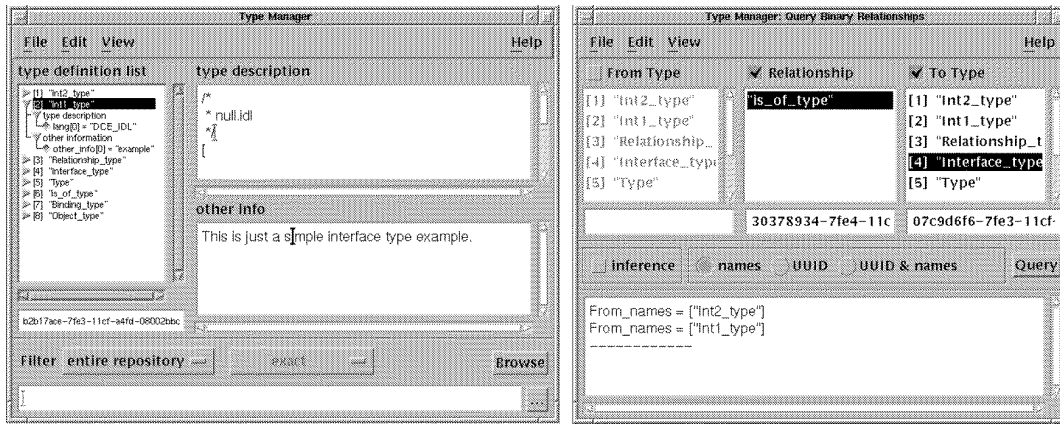 Type Manager
File Edit View Help
type definition list
[1] "Int2_type"
[2] "Int1_type"
type description
lang[0] = "DCE_IDL"
other information
other_info[0] = "example"
[3] "Relationship_type"
[4] "Interface_type"
[5] "Type"
[6] "is_of_type"
[7] "Binding_type"
[8] "Object_type"
b2b17ace-7fe3-11cf-a4fd-08002bbc
type description
/*
* null.idl
*/
[
other info
This is just a simple interface type example.
Filter entire repository exact Browse
...
Type Manager: Query Binary Relationships
File Edit View Help
From Type
[1] "Int2_type"
[2] "Int1_type"
[3] "Relationship_
[4] "Interface_typ
[5] "Type"
Relationship
"is_of_type"
30378934-7fe4-11c
To Type
[1] "Int2_type"
[2] "Int1_type"
[3] "Relationship_t
[4] "Interface_type
[5] "Type"
07c9d6f6-7fe3-11cf-
inference names UUID UUID & names Query
From_names = ["Int2_type"]
From_names = ["Int1_type"]
------------